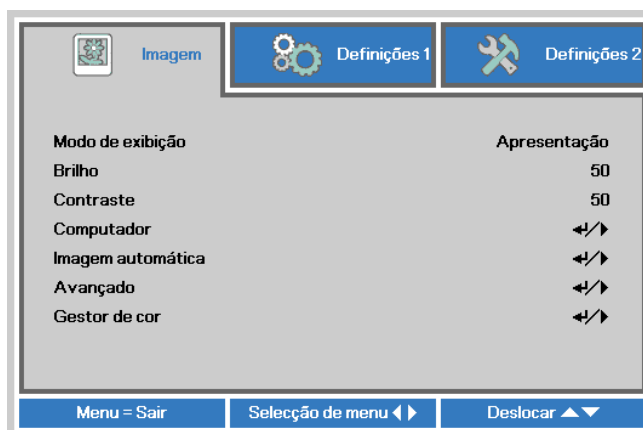 Imagem Definições 1 Definições 2
Modo de exibição Apresentação
Brilho 50
Contraste 50
Computador ↵/▶
Imagem automática ↵/▶
Avançado ↵/▶
Gestor de cor ↵/▶
Menu = Sair Selecção de menu ◀▶ Deslocar ▲▼